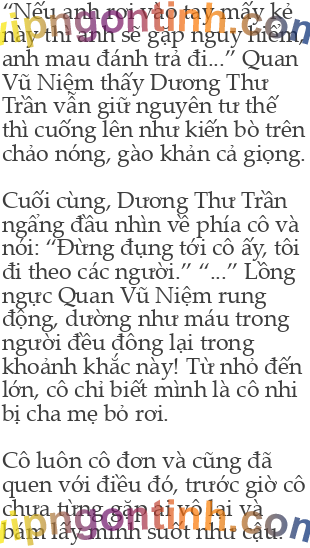 “Nếu anh rơi vào tay mấy kẻ
này thì anh sẽ gặp nguy hiểm,
anh mau đánh trả đi...” Quan
Vũ Niệm thấy Dương Thư
Trần vẫn giữ nguyên tư thế
thì cuống lên như kiến bò trên
chảo nóng, gào khản cả giọng.
Cuối cùng, Dương Thư Trần
ngẩng đầu nhìn về phía cô và
nói: “Đừng đụng tới cô ấy, tôi
đi theo các người.” “...” Lồng
ngực Quan Vũ Niệm rung
động, dường như máu trong
người đều đông lại trong
khoảnh khắc này! Từ nhỏ đến
lớn, cô chỉ biết mình là cô nhi
bị cha mẹ bỏ rơi.
Cô luôn cô đơn và cũng đã
quen với điều đó, trước giờ cô
chưa từng gặp ai vô lại và
bám lấy mình suốt như cậu.